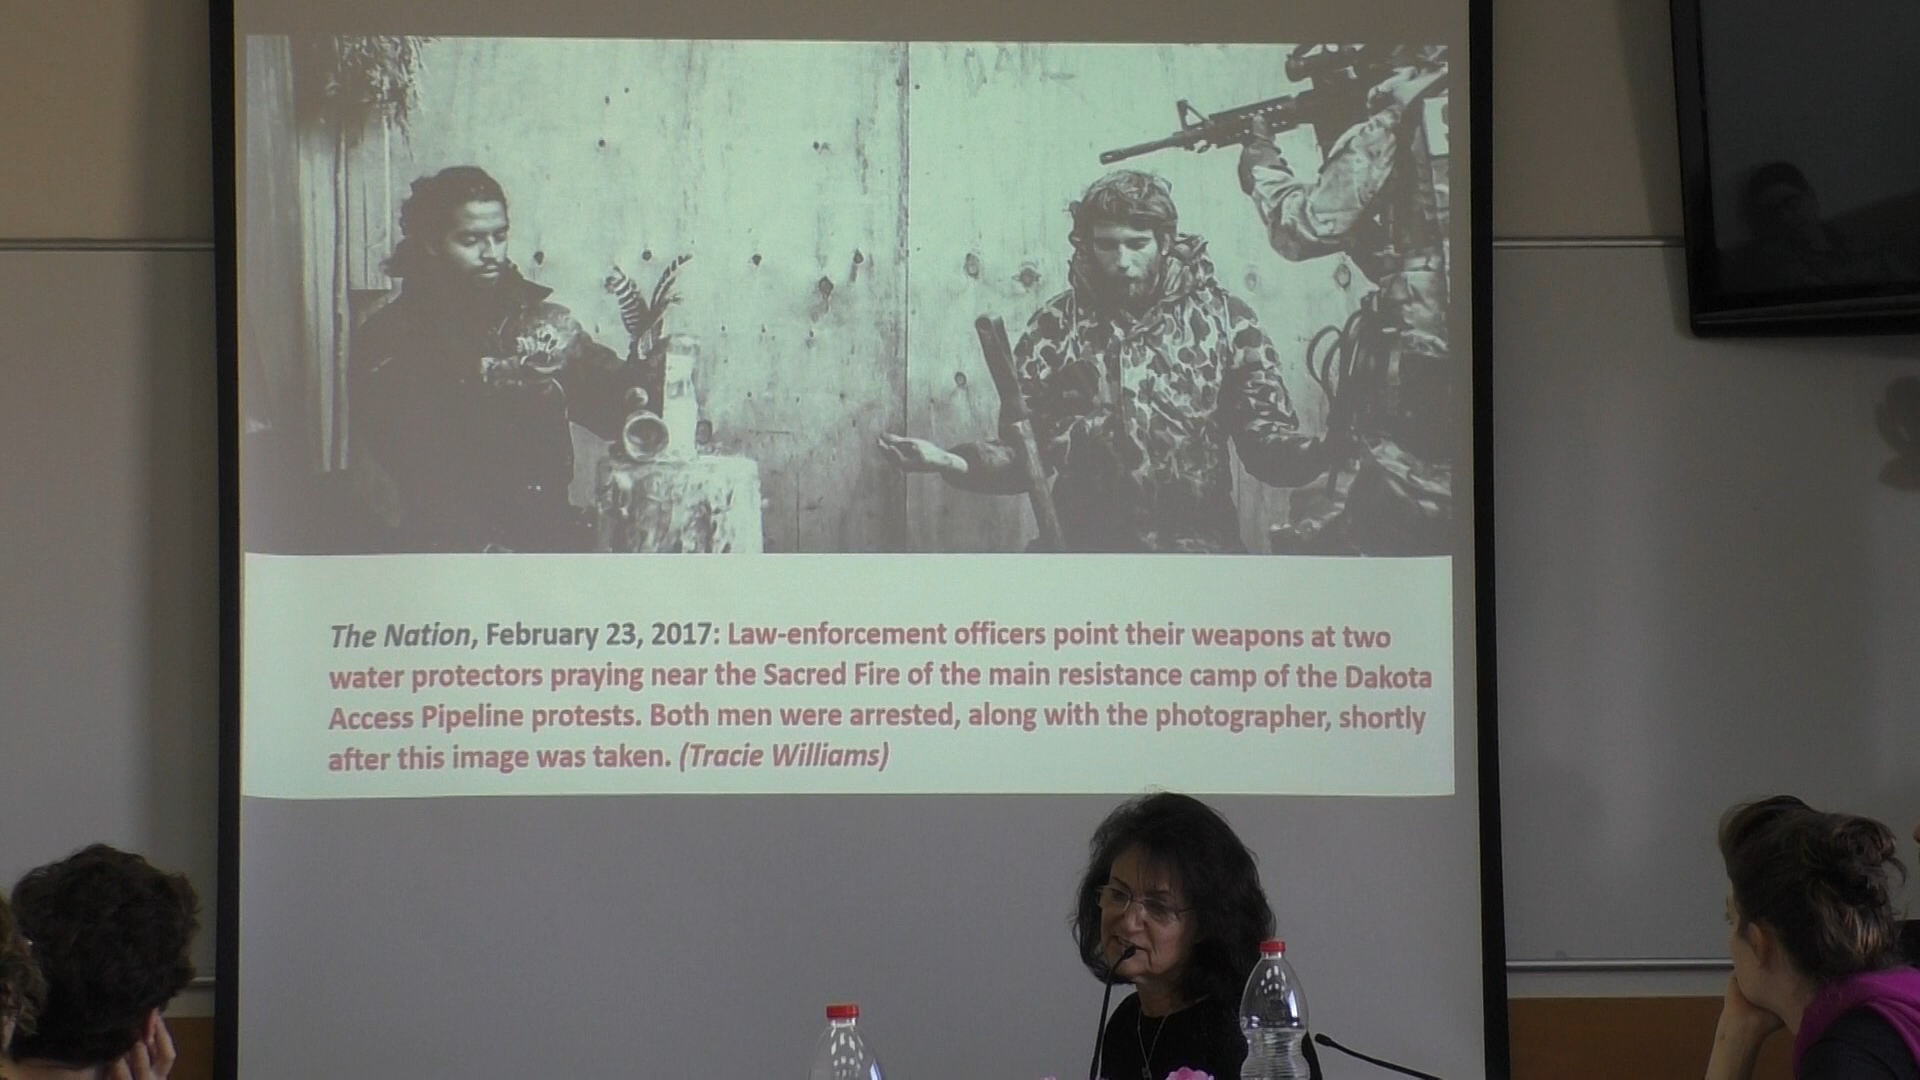 The Nation, February 23, 2017: Law-enforcement officers point their weapons at two
water protectors praying near the Sacred Fire of the main resistance camp of the Dakota
Access Pipeline protests. Both men were arrested, along with the photographer, shortly
after this image was taken. (Tracie Williams)